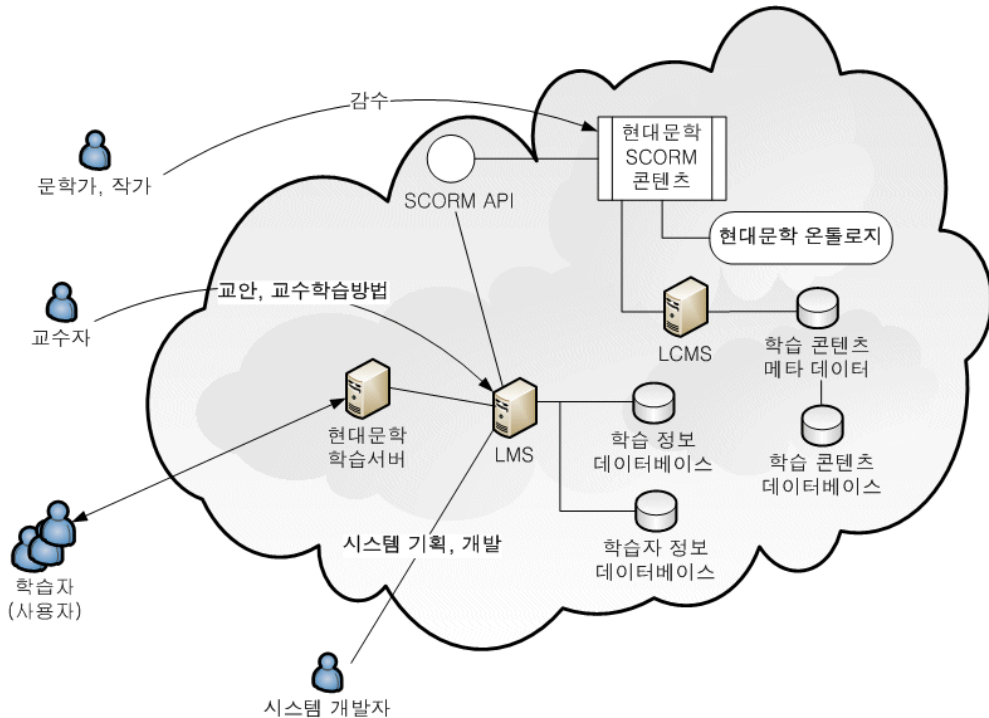 감수
현대문학
SCORM
콘텐츠
문학가, 작가
SCORM API
현대문학 온톨로지
교안, 교수학습방법
교수자
LCMS
학습 콘텐츠
메타 데이터
현대문학
학습서버
LMS
학습 정보
데이터베이스
학습 콘텐츠
데이터베이스
시스템 기획, 개발
학습자 정보
데이터베이스
학습자
(사용자)
시스템 개발자